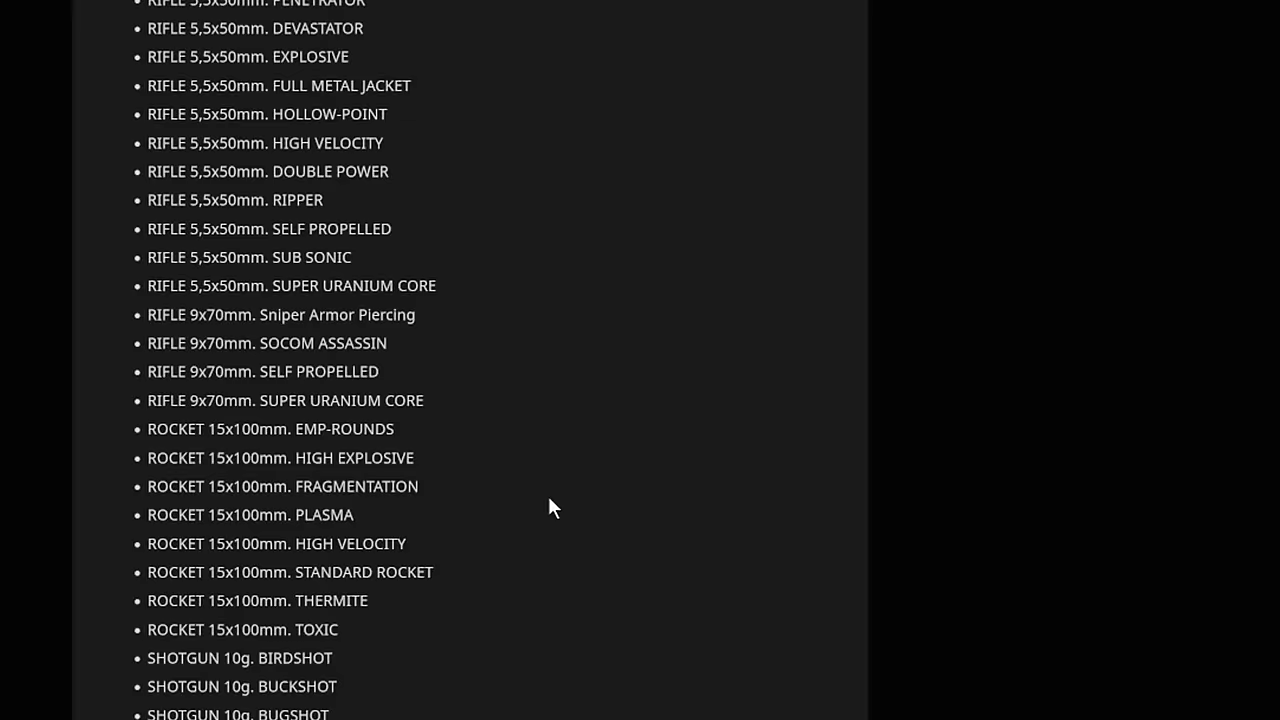 • RIFLE 5,5x50mm. PENETRATOR
• RIFLE 5,5x50mm. DEVASTATOR
• RIFLE 5,5x50mm. EXPLOSIVE
• RIFLE 5,5x50mm. FULL METAL JACKET
• RIFLE 5,5x50mm. HOLLOW-POINT
• RIFLE 5,5x50mm. HIGH VELOCITY
• RIFLE 5,5x50mm. DOUBLE POWER
• RIFLE 5,5x50mm. RIPPER
• RIFLE 5,5x50mm. SELF PROPELLED
• RIFLE 5,5x50mm. SUB SONIC
• RIFLE 5,5x50mm. SUPER URANIUM CORE
• RIFLE 9x70mm. Sniper Armor Piercing
• RIFLE 9x70mm. SOCOM ASSASSIN
• RIFLE 9x70mm. SELF PROPELLED
• RIFLE 9x70mm. SUPER URANIUM CORE
• ROCKET 15x100mm. EMP-ROUNDS
• ROCKET 15x100mm. HIGH EXPLOSIVE
• ROCKET 15x100mm. FRAGMENTATION
• ROCKET 15x100mm. PLASMA
• ROCKET 15x100mm. HIGH VELOCITY
• ROCKET 15x100mm. STANDARD ROCKET
• ROCKET 15x100mm. THERMITE
• ROCKET 15x100mm. TOXIC
• SHOTGUN 10g. BIRDSHOT
• SHOTGUN 10g. BUCKSHOT
• SHOTGUN 10g. BUGSHOT